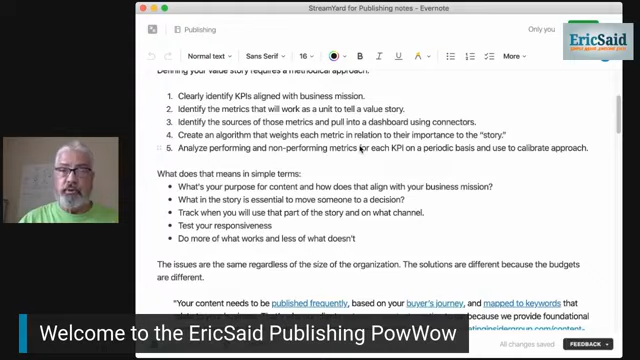 StreamYard for Publishing notes - Evernote
Publishing
Only you
EricSaid
Normal text
Sans Serif
16
B
I
U
A
More
Defining your value story requires a methodical approach.
1. Clearly identify KPIs aligned with business mission.
2. Identify the metrics that will work as a unit to tell a value story.
3. Identify the sources of those metrics and pull into a dashboard using connectors.
4. Create an algorithm that weights each metric in relation to their importance to the "story."
5. Analyze performing and non-performing metrics for each KPI on a periodic basis and use to calibrate approach.
What does that means in simple terms:
• What's your purpose for content and how does that align with your business mission?
• What in the story is essential to move someone to a decision?
• Track when you will use that part of the story and on what channel.
• Test your responsiveness
• Do more of what works and less of what doesn't
The issues are the same regardless of the size of the organization. The solutions are different because the budgets
are different.
"Your content needs to be published frequently, based on your buyer's journey, and mapped to keywords that
we provide foundational
Welcome to the EricSaid Publishing PowWow
All changes saved
FEEDBACK